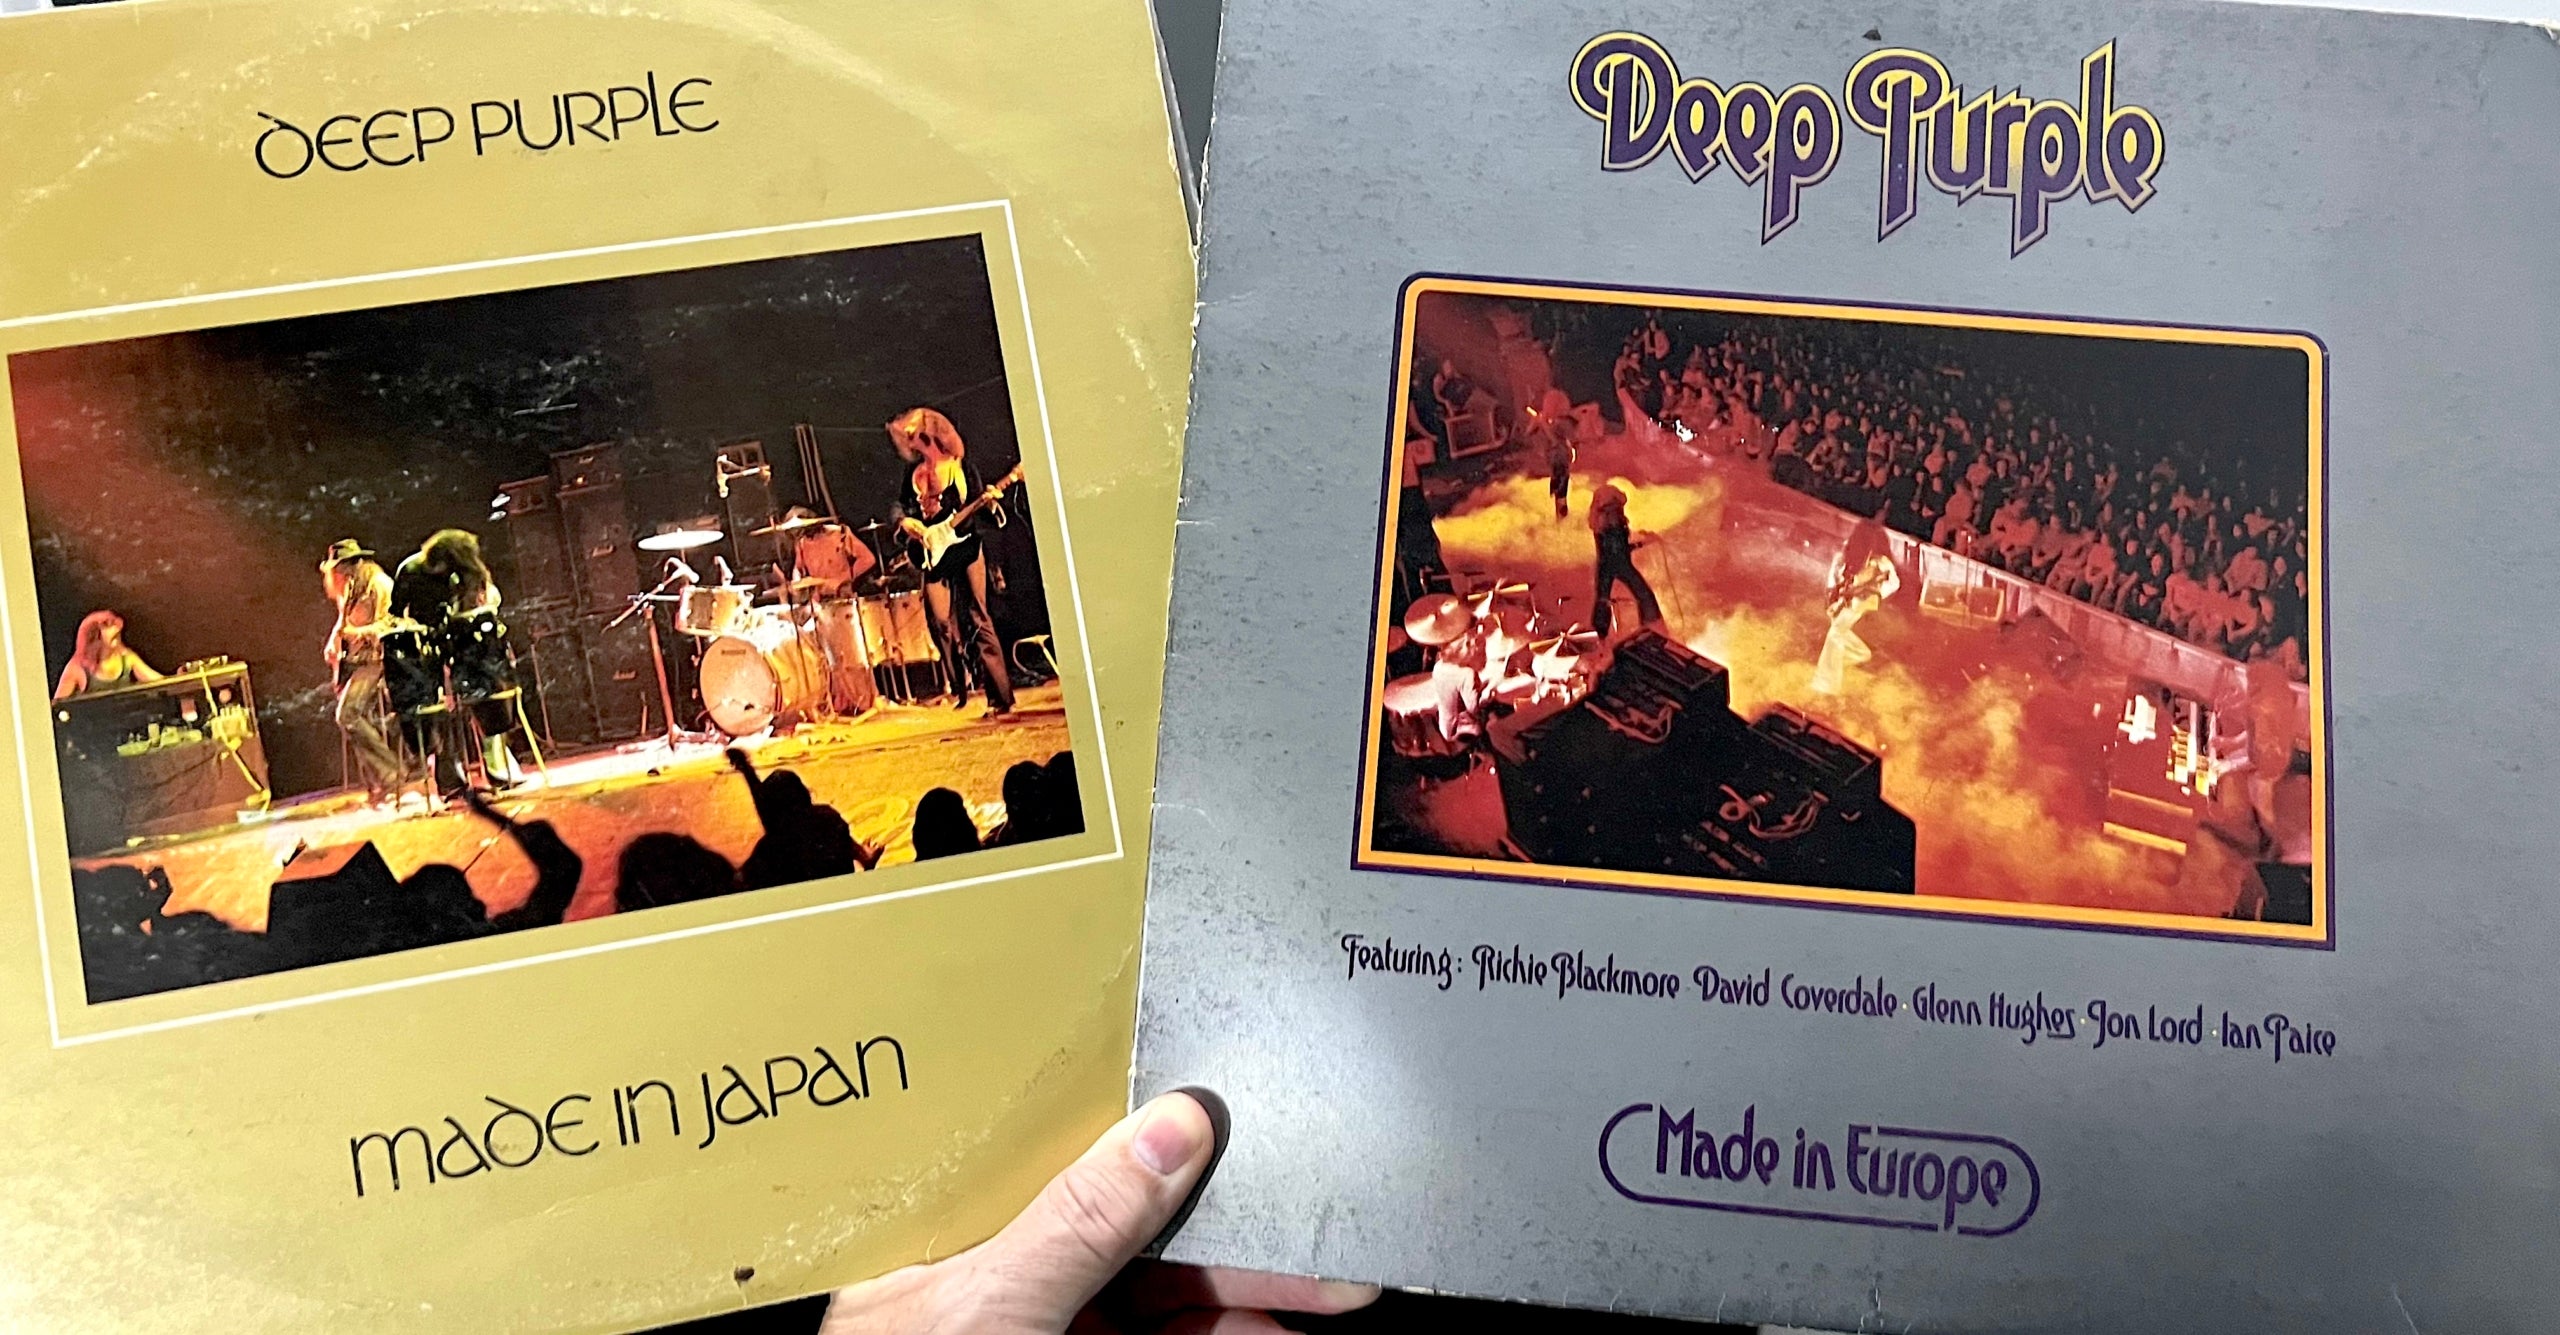 DEEP PURPLE
MADE IN JAPAN
Deep Purple
Featuring: Richie Blackmore · David Coverdale · Glenn Hughes · Jon Lord · Ian Paice
Made in Europe